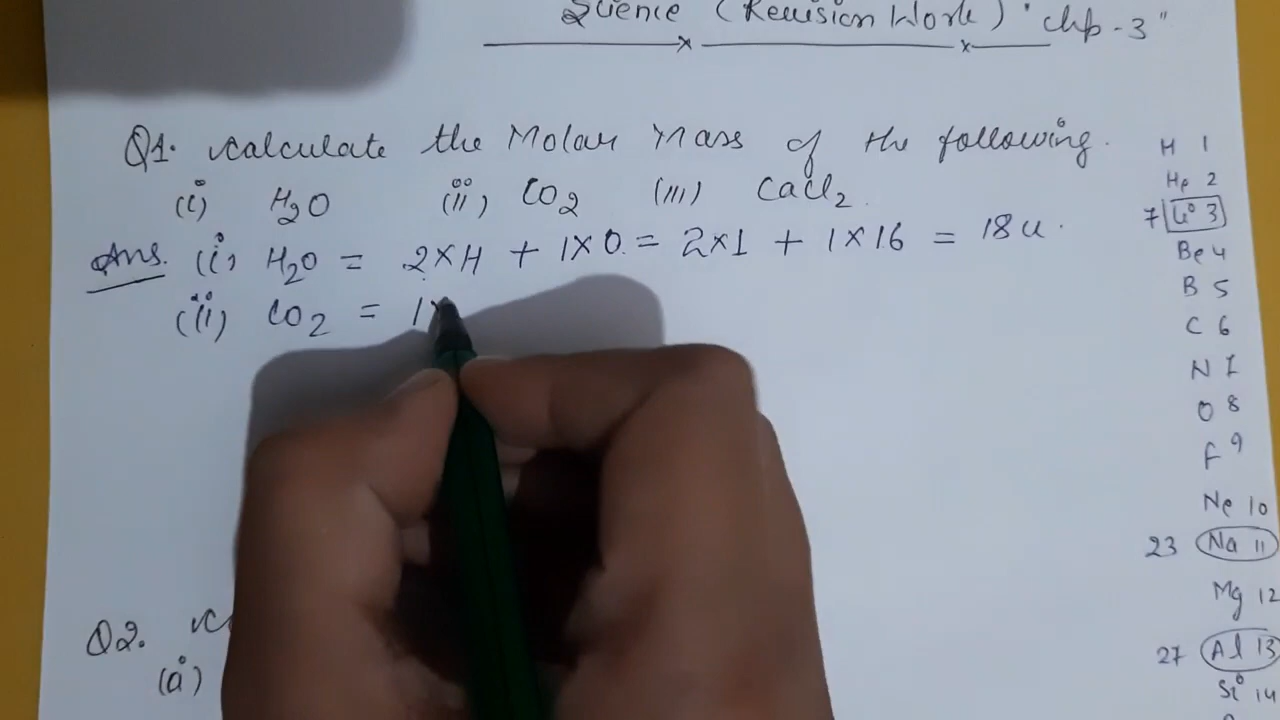 Science (Revision Work) "Chp-3"
Q1. Calculate the Molar Mass of the following.
(i) H₂O (ii) CO₂ (iii) CaCl₂
Ans. (i) H₂O = 2×H + 1×O = 2×1 + 1×16 = 18u.
(ii) CO₂ = 1×
Q2.
(a)
H 1
He 2
7 Li 3
Be 4
B 5
C 6
N 7
O 8
F 9
Ne 10
23 Na 11
Mg 12
27 Al 13
Si 14